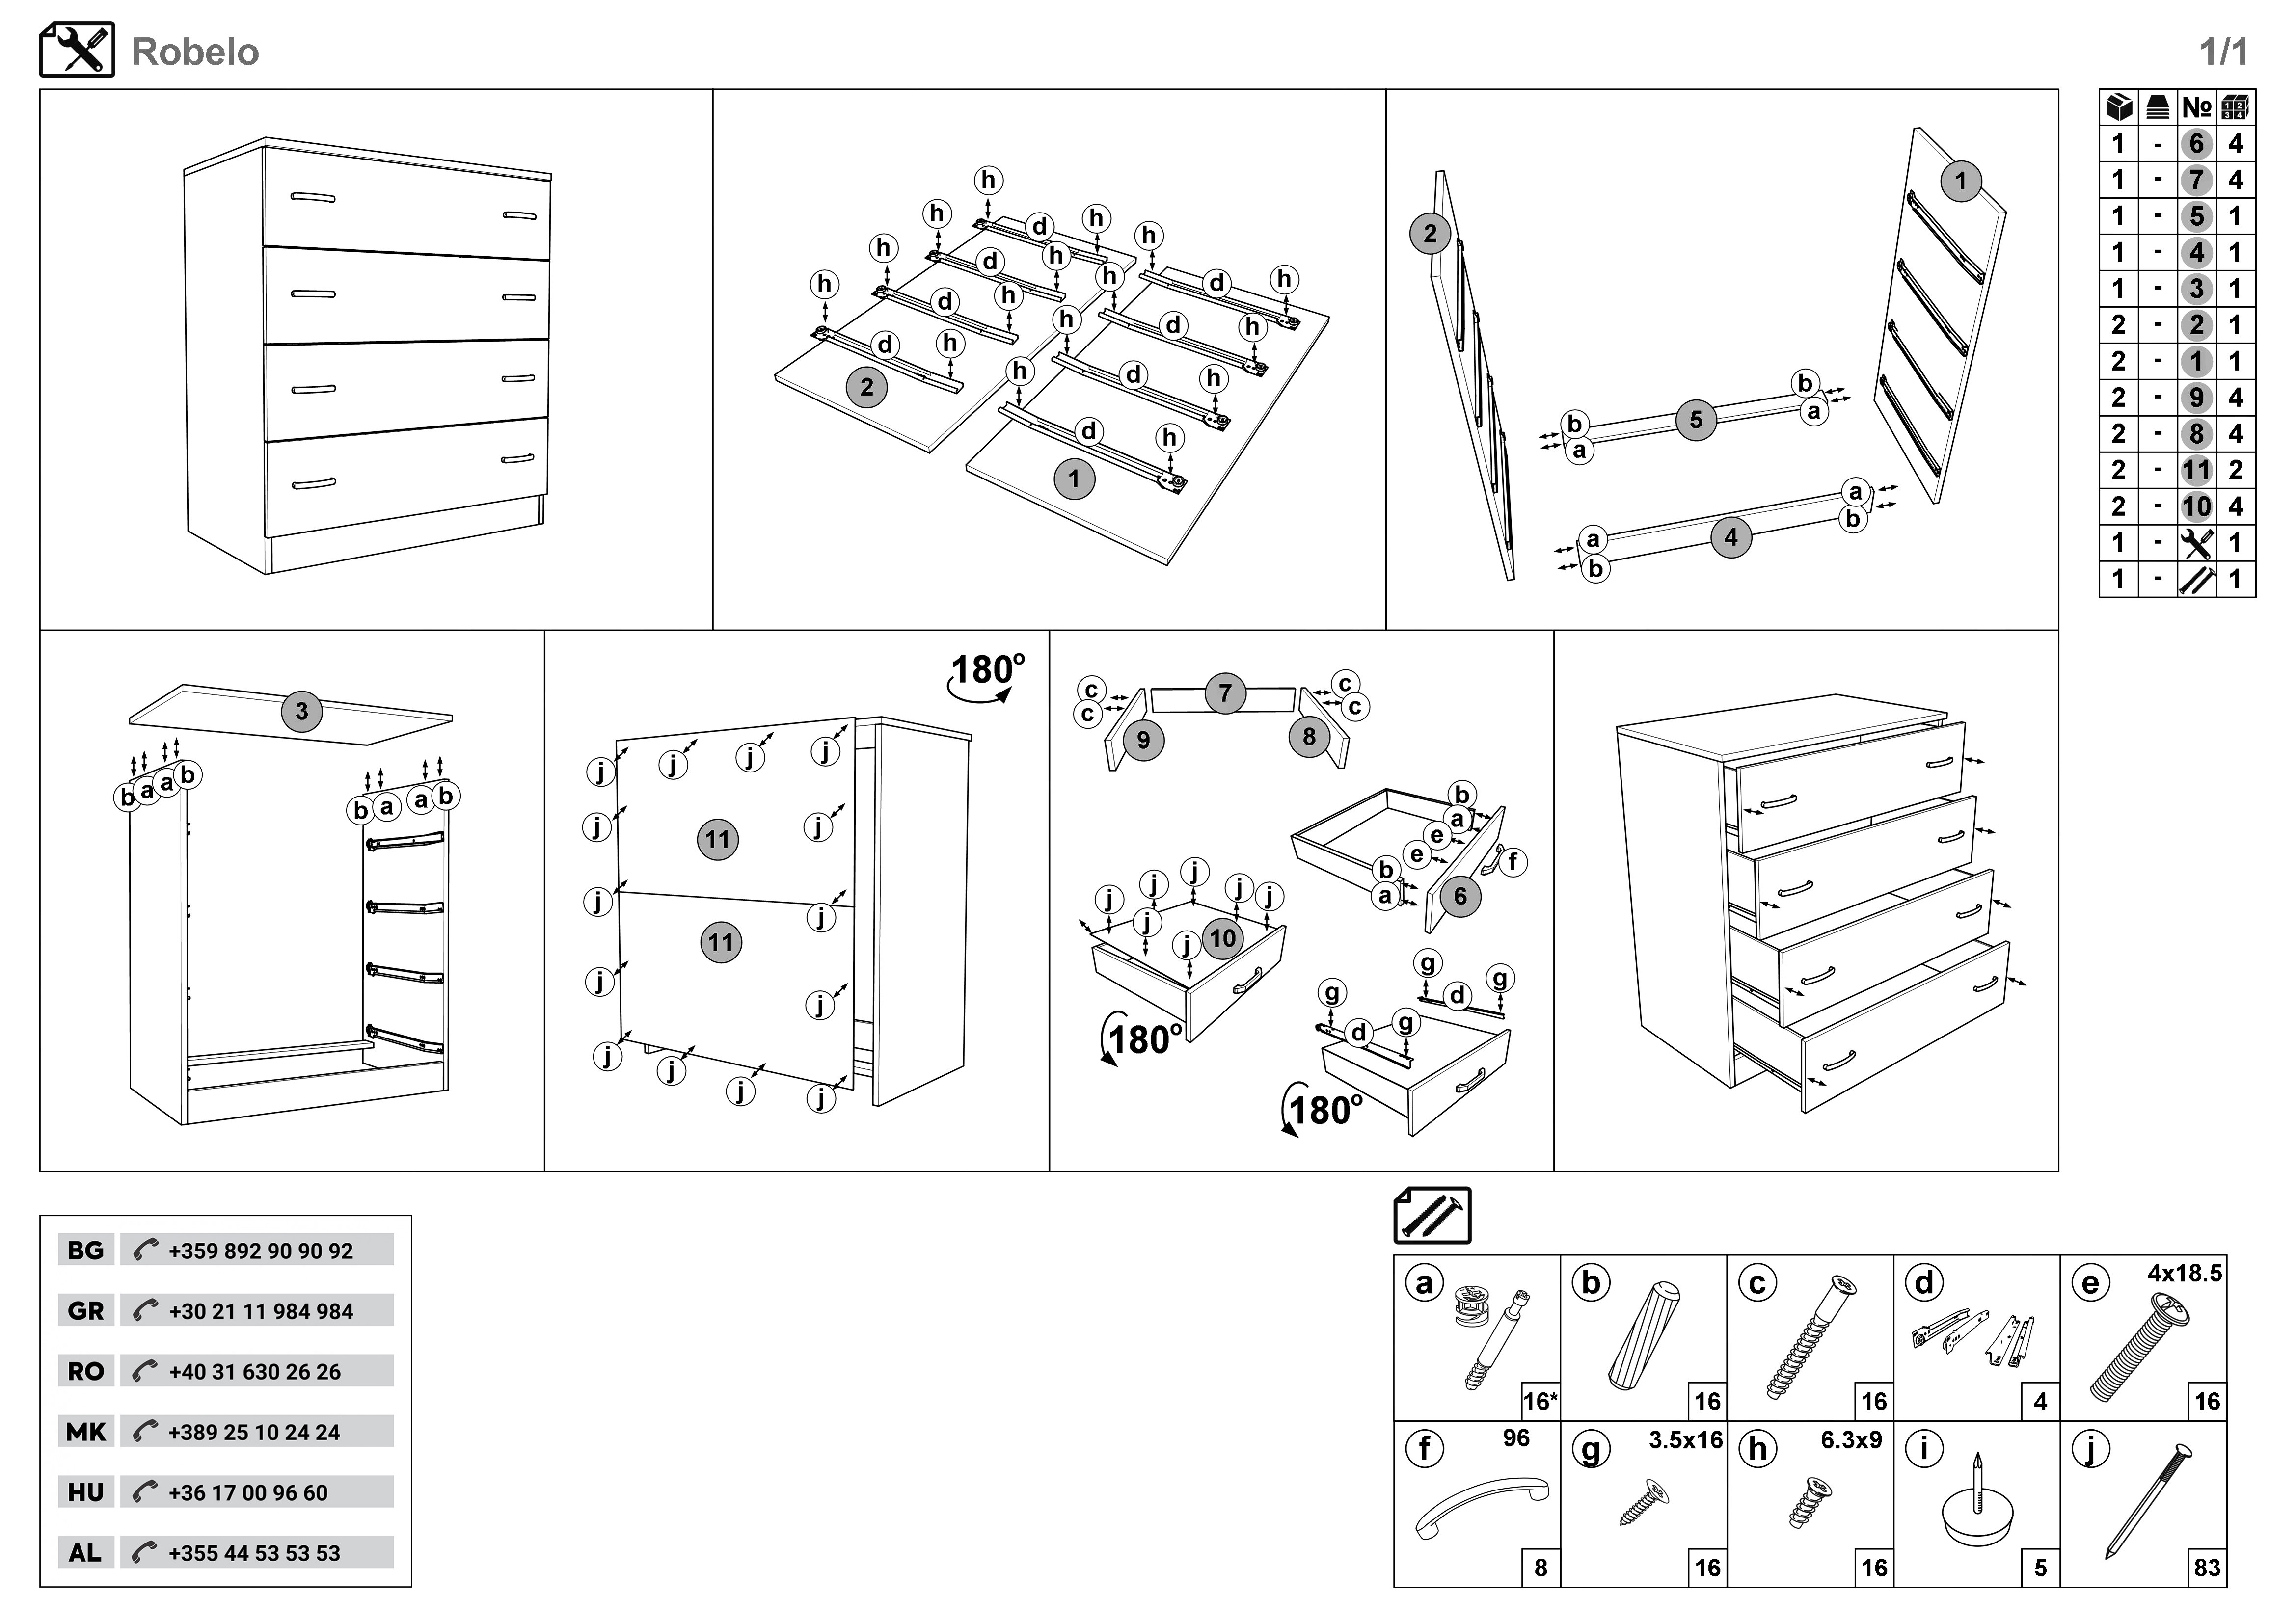 Robelo
1/1
№
1 - 6 4
1 - 7 4
1 - 5 1
1 - 4 1
1 - 3 1
2 - 2 1
2 - 1 1
2 - 9 4
2 - 8 4
2 - 11 2
2 - 10 4
1 - 1
1 - 1
h
h d h
h d h h h
h d h h d h
d h h d h
2 h d h
d h
1
1
2
b
b 5 a
a
a
a 4 b
b
3
b a a b
b a a b
180°
j j j j
j j
11
j j
11
j j
j j j j
c 7 c
c c
9 8
b
a
e
e f
b
a 6
j j j j j
j j 10
180°
g g
g d
d g
180°
BG +359 892 90 90 92
GR +30 21 11 984 984
RO +40 31 630 26 26
MK +389 25 10 24 24
HU +36 17 00 96 60
AL +355 44 53 53 53
a 16*
b 16
c 16
d 4
e 4x18.5 16
f 96 8
g 3.5x16 16
h 6.3x9 16
i 5
j 83